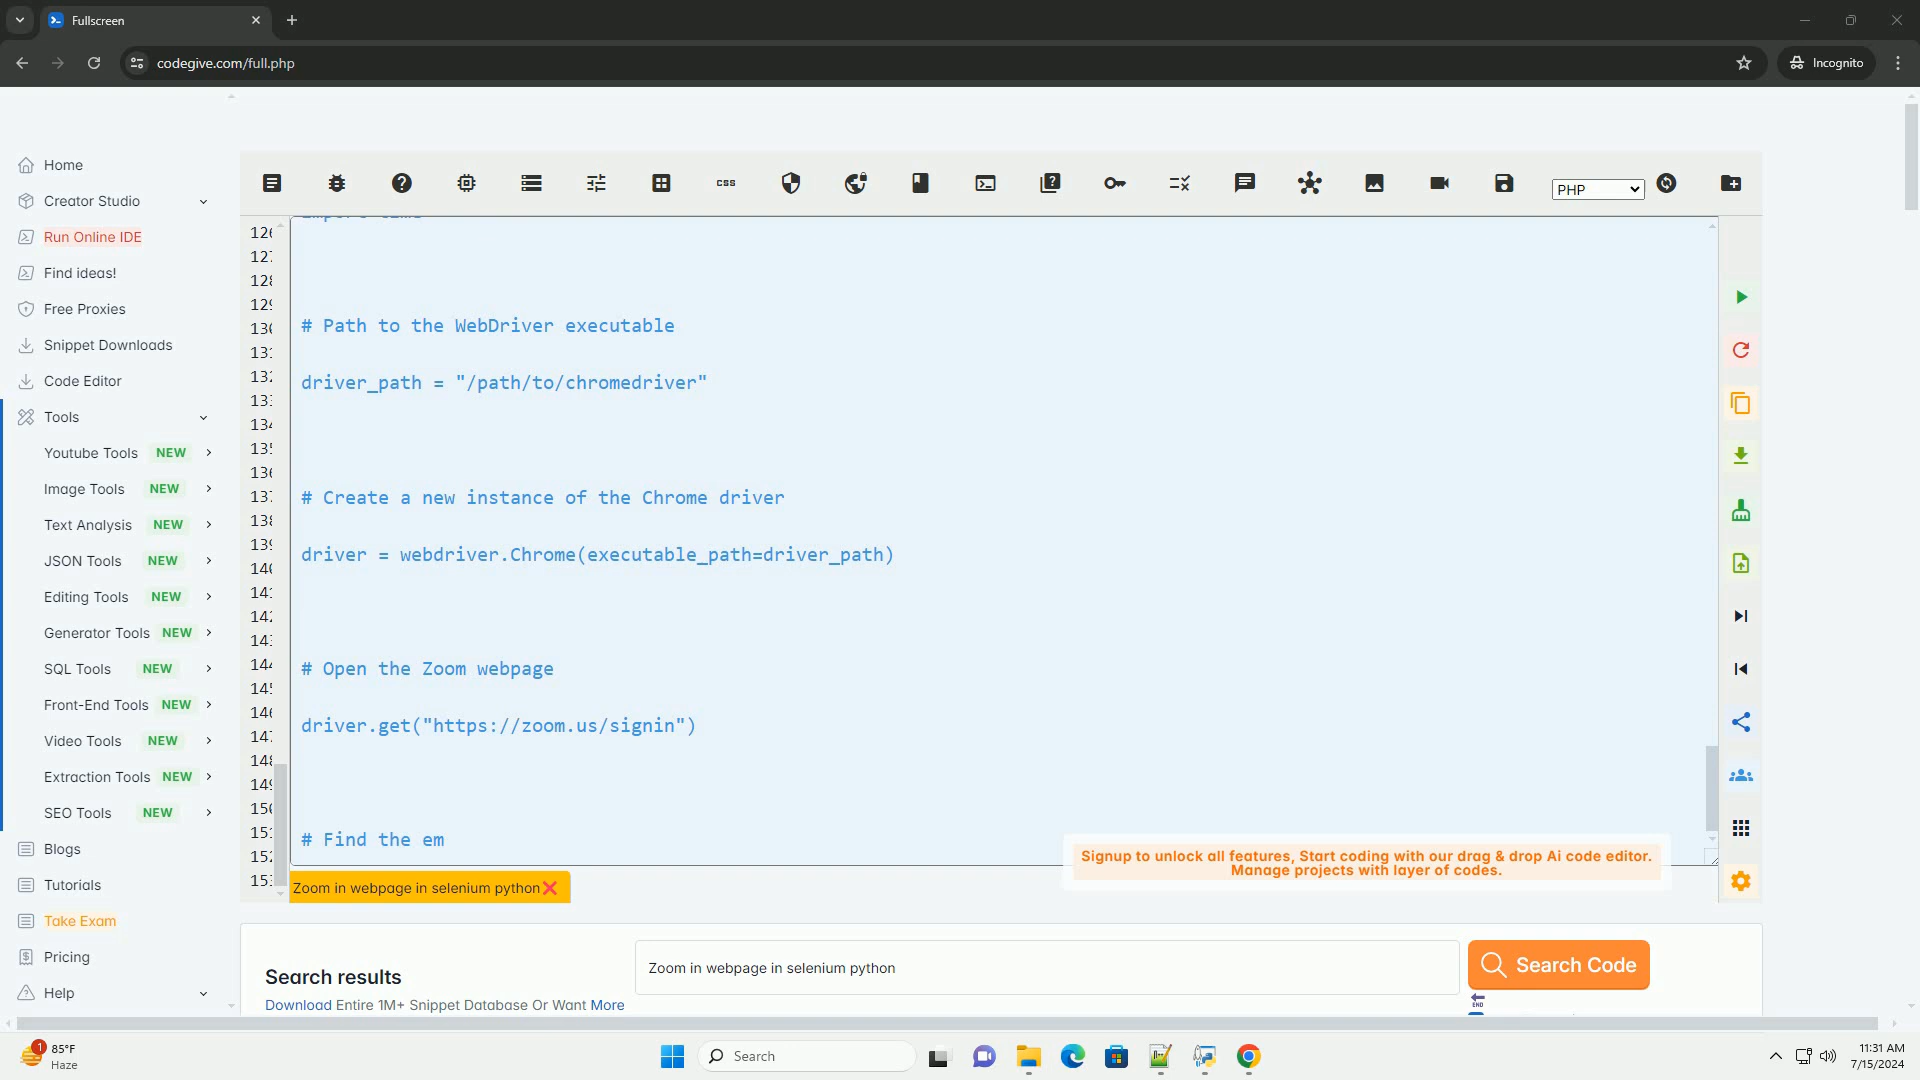 Fullscreen
codegive.com/full.php
Incognito
Home
Creator Studio
Run Online IDE
Find ideas!
Free Proxies
Snippet Downloads
Code Editor
Tools
Youtube Tools NEW
Image Tools NEW
Text Analysis NEW
JSON Tools NEW
Editing Tools NEW
Generator Tools NEW
SQL Tools NEW
Front-End Tools NEW
Video Tools NEW
Extraction Tools NEW
SEO Tools NEW
Blogs
Tutorials
Take Exam
Pricing
Help
css
PHP
import time
# Path to the WebDriver executable
driver_path = "/path/to/chromedriver"
# Create a new instance of the Chrome driver
driver = webdriver.Chrome(executable_path=driver_path)
# Open the Zoom webpage
driver.get("https://zoom.us/signin")
# Find the em
Signup to unlock all features, Start coding with our drag & drop Ai code editor.
Manage projects with layer of codes.
Zoom in webpage in selenium python
Search results
Download Entire 1M+ Snippet Database Or Want More
Zoom in webpage in selenium python
Search Code
END
1
85°F
Haze
Search
11:31 AM
7/15/2024